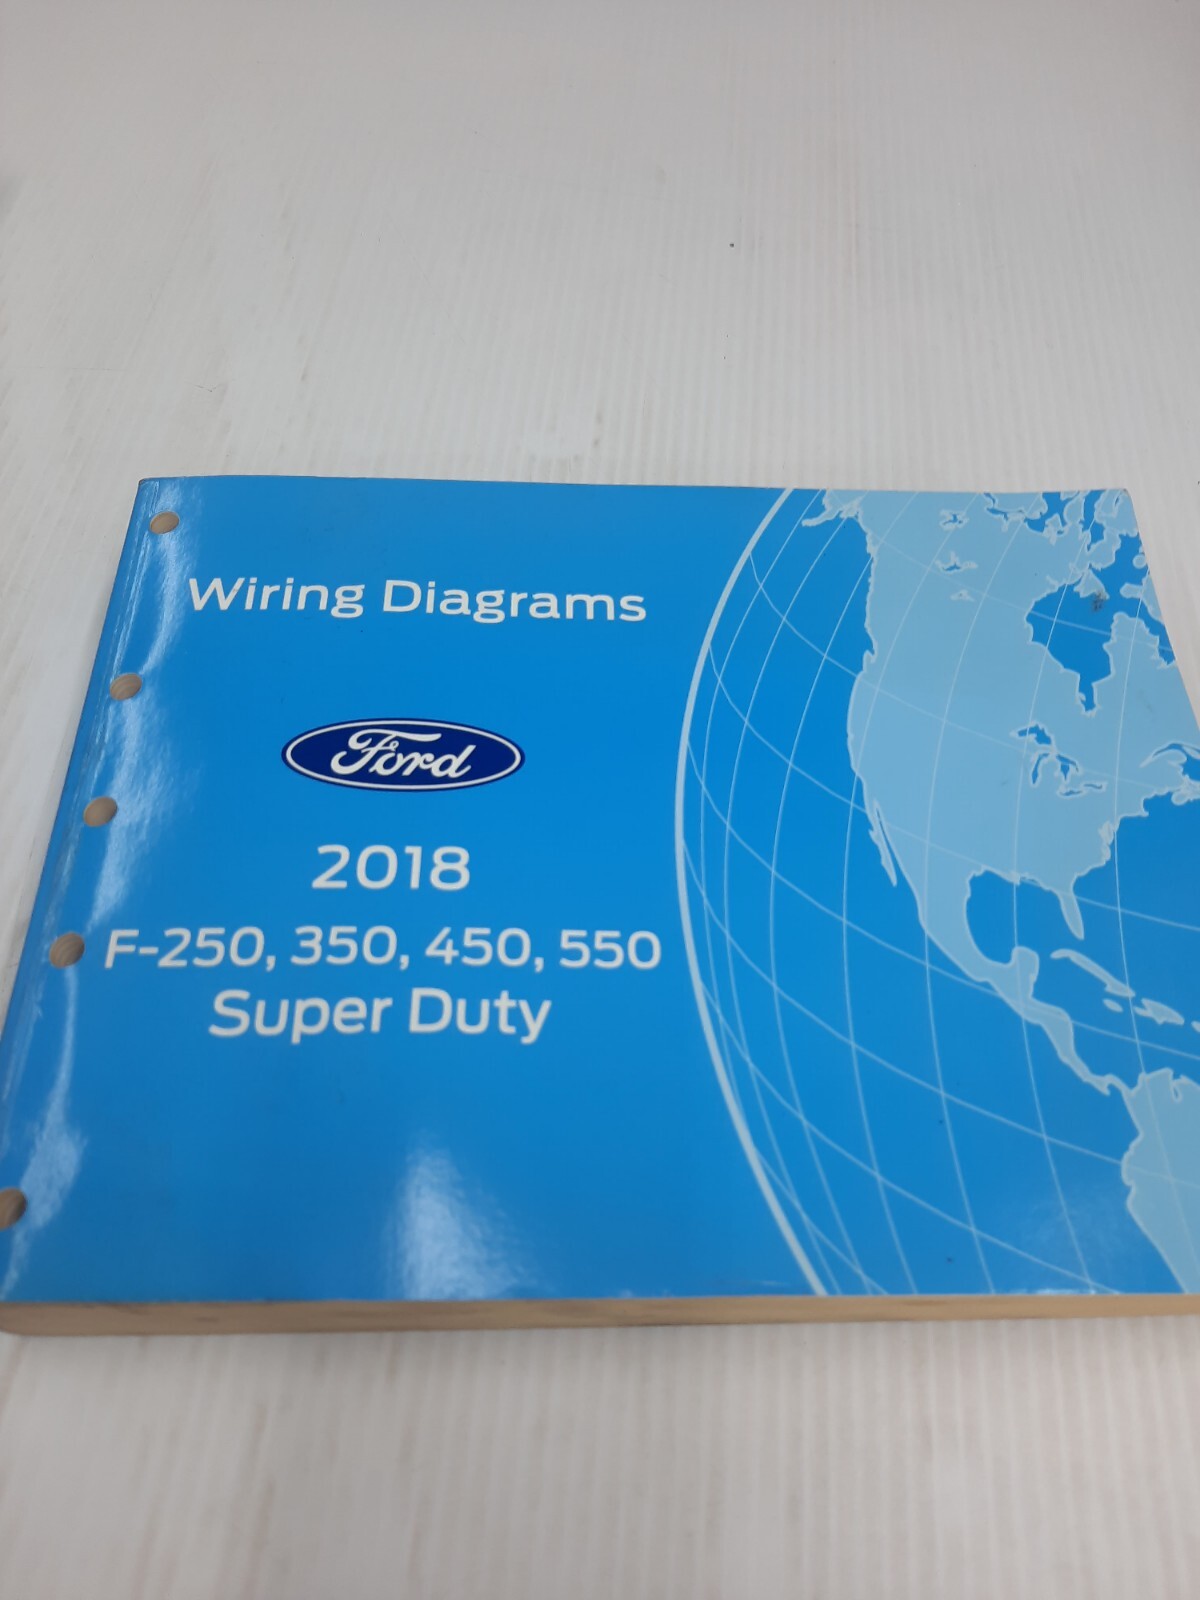 Wiring Diagrams
Ford
2018
F-250, 350, 450, 550
Super Duty